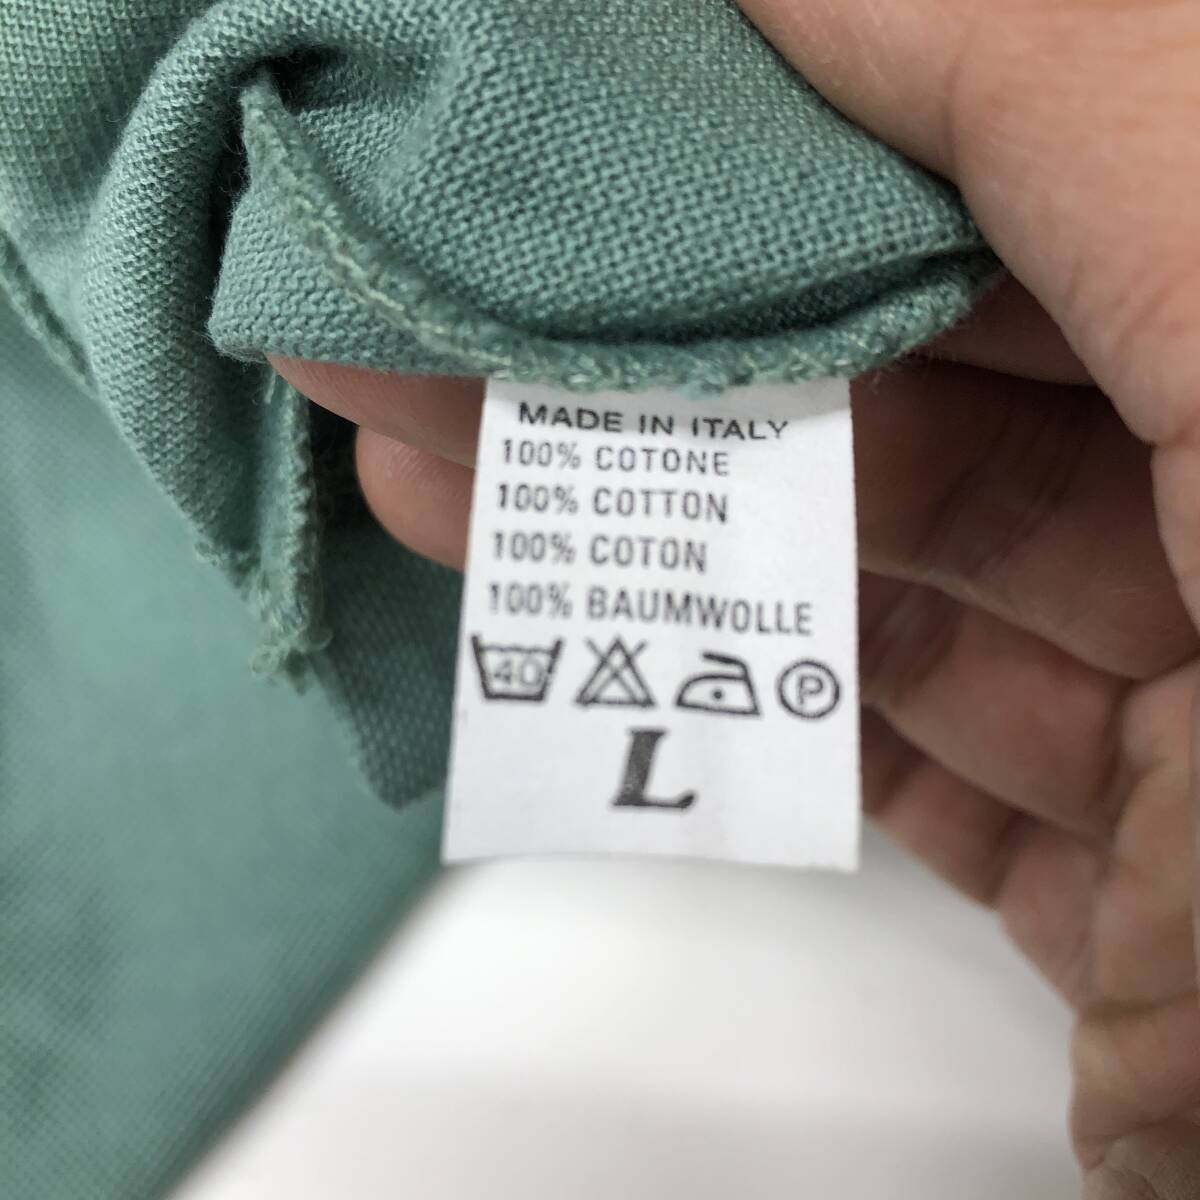 MADE IN ITALY
100% COTONE
100% COTTON
100% COTON
100% BAUMWOLLE
40 P
L